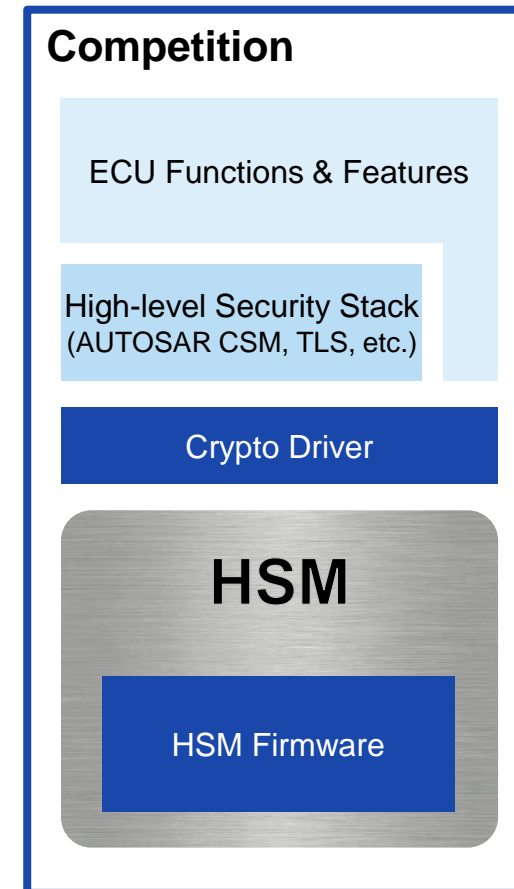 Competition
ECU Functions & Features
High-level Security Stack
(AUTOSAR CSM, TLS, etc.)
Crypto Driver
HSM
HSM Firmware